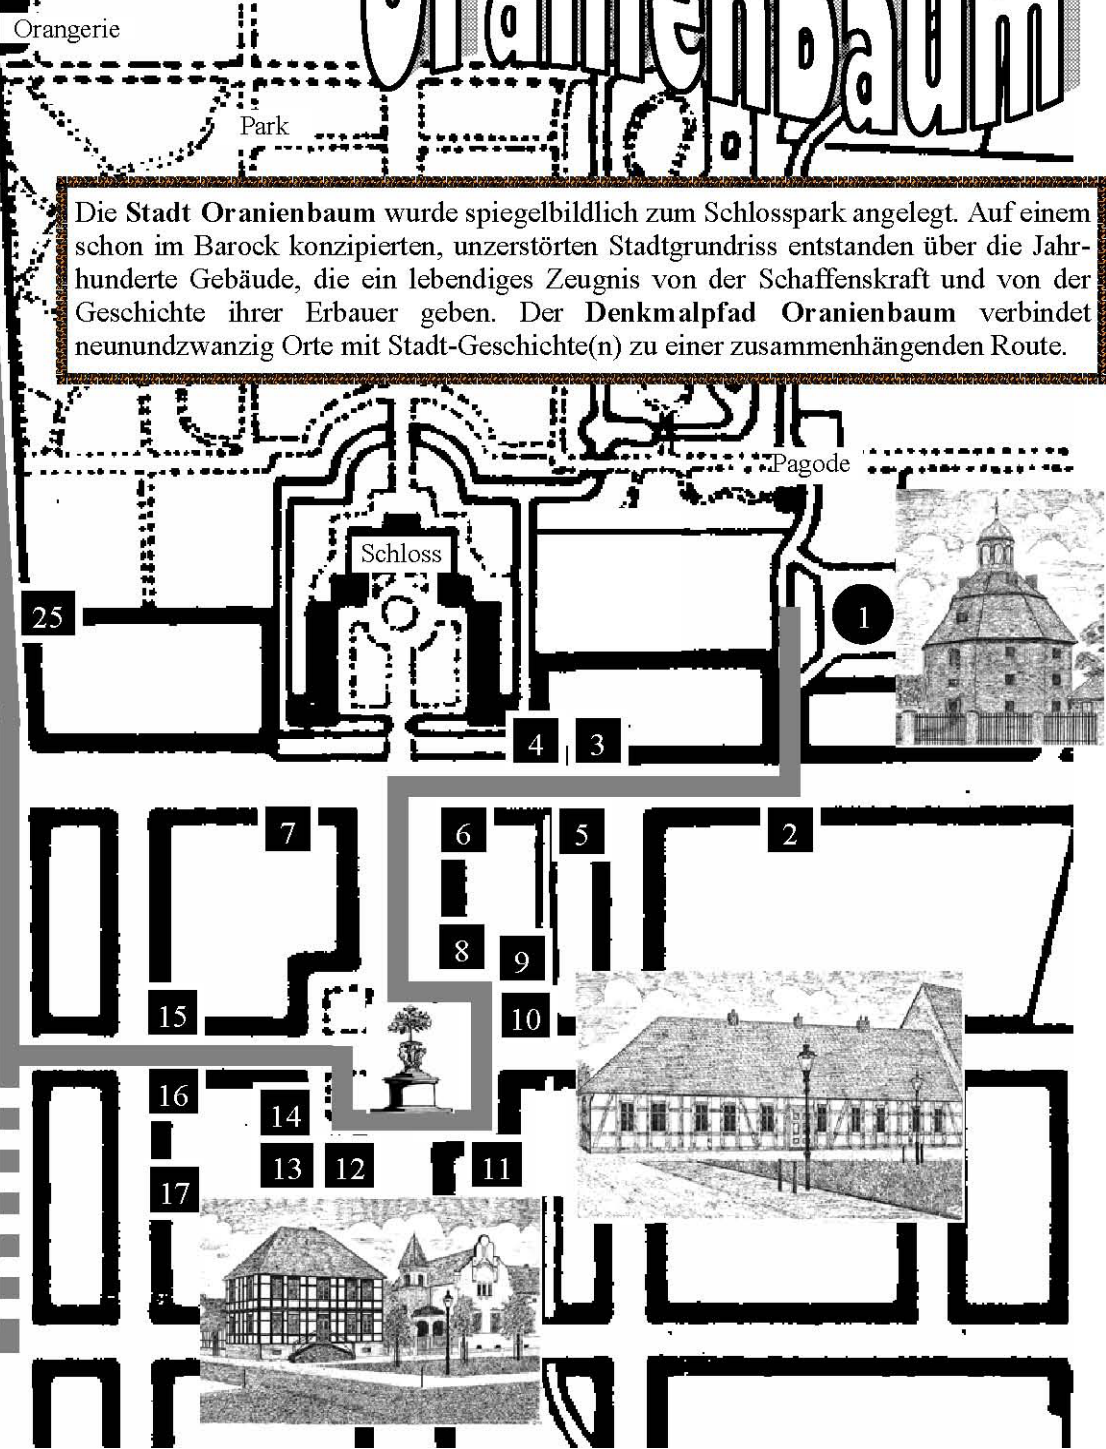 Oranienbaum
Orangerie
Park
Die Stadt Oranienbaum wurde spiegelbildlich zum Schlosspark angelegt. Auf einem
schon im Barock konzipierten, unzerstörten Stadtgrundriss entstanden über die Jahr-
hunderte Gebäude, die ein lebendiges Zeugnis von der Schaffenskraft und von der
Geschichte ihrer Erbauer geben. Der Denkmalpfad Oranienbaum verbindet
neunundzwanzig Orte mit Stadt-Geschichte(n) zu einer zusammenhängenden Route.
Pagode
Schloss
25
1
4
3
7
6
5
2
8
9
15
10
16
14
13
12
11
17